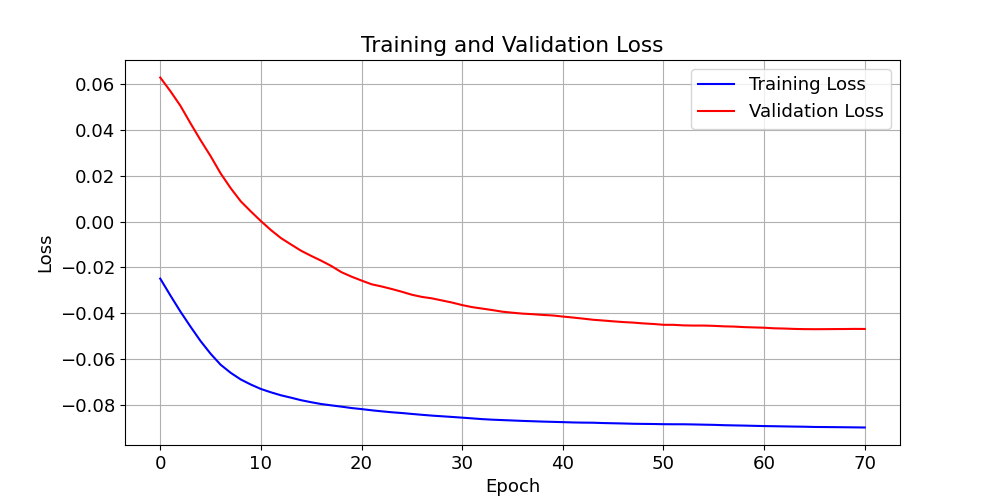 Training and Validation Loss
Training Loss
Validation Loss
0.06
0.04
0.02
0.00
−0.02
−0.04
−0.06
−0.08
Loss
0 10 20 30 40 50 60 70
Epoch